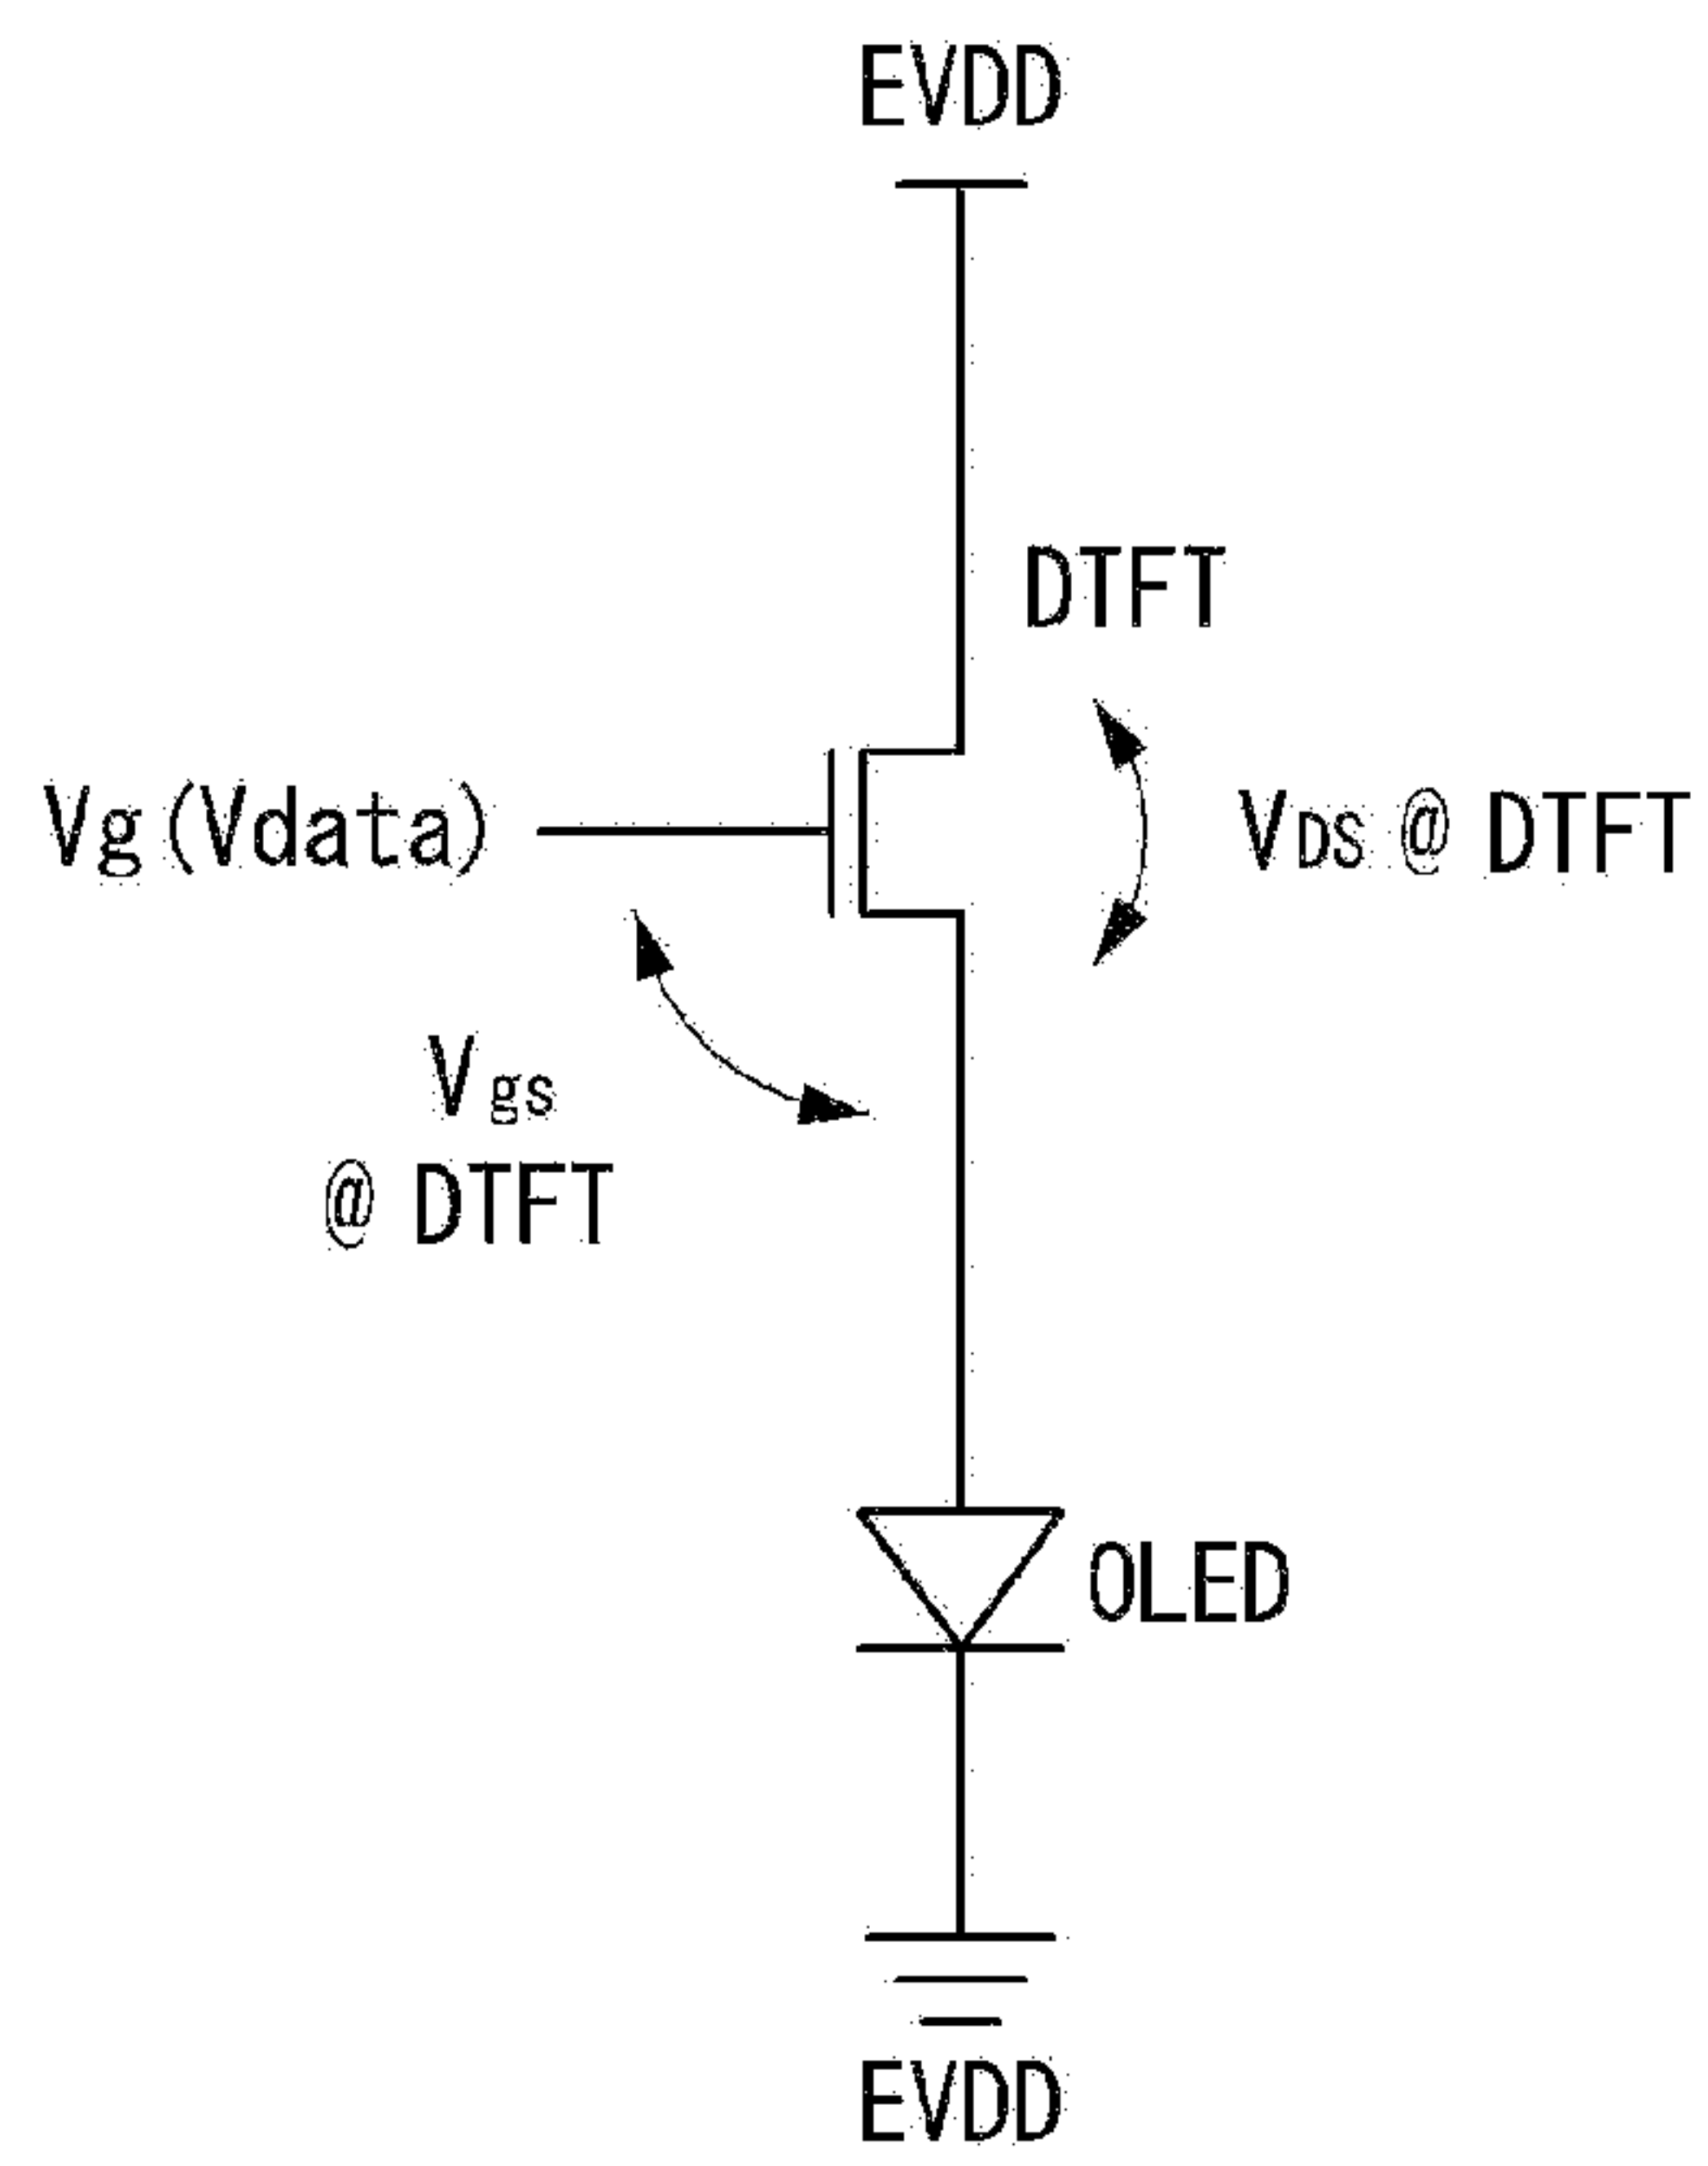 EVDD
DTFT
Vg(Vdata)
VDS @ DTFT
Vgs
@ DTFT
OLED
EVDD